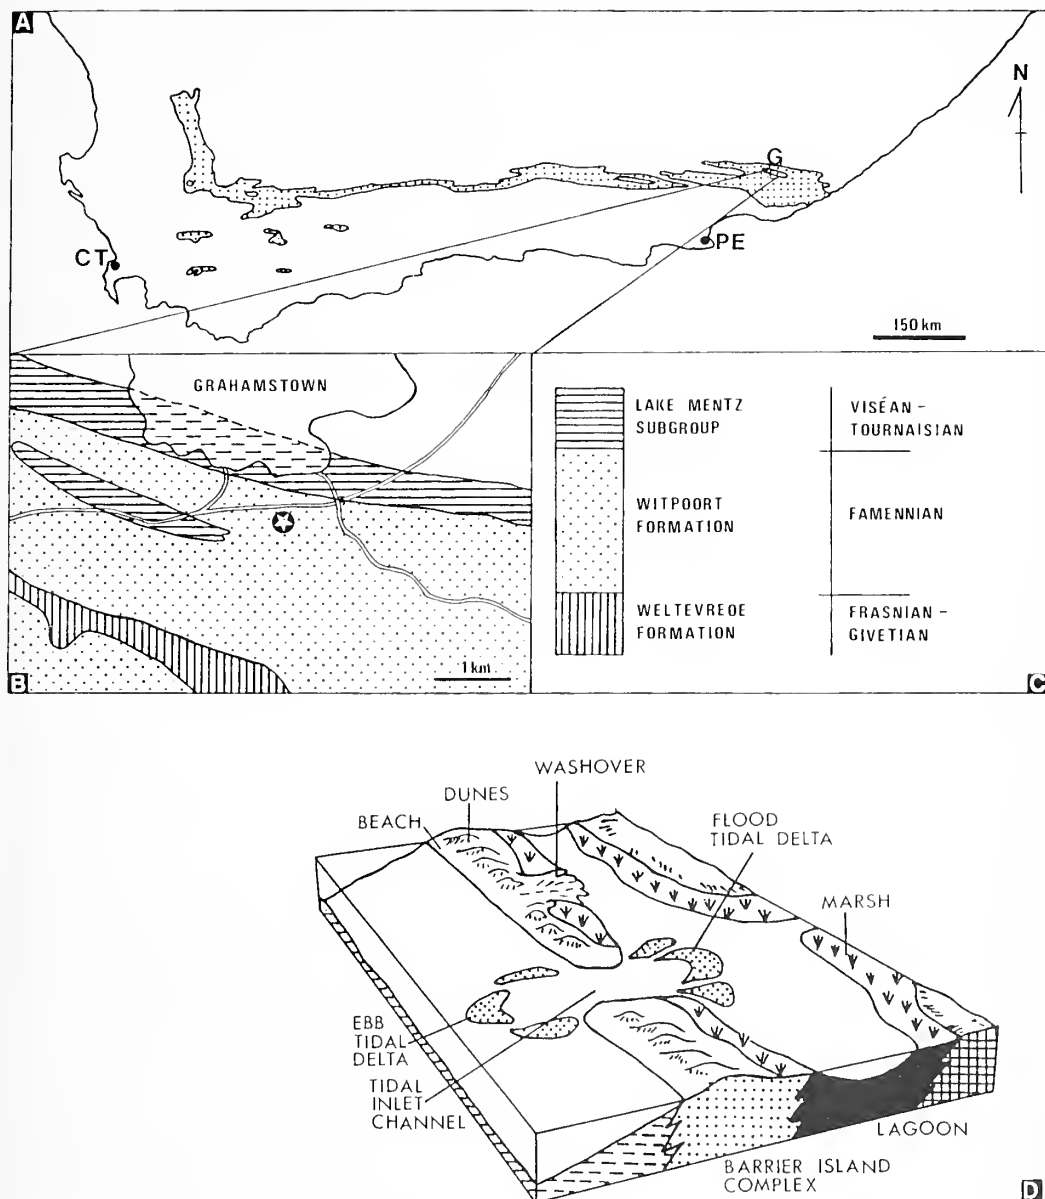 A
N
G
CT
PE
150 km
GRAHAMSTOWN
1 km
B
LAKE MENTZ
SUBGROUP
VISÉAN -
TOURNAISIAN
WITPOORT
FORMATION
FAMENNIAN
WELTEVREOE
FORMATION
FRASNIAN -
GIVETIAN
C
WASHOVER
DUNES
BEACH
FLOOD
TIDAL DELTA
MARSH
EBB
TIDAL
DELTA
TIDAL
INLET
CHANNEL
LAGOON
BARRIER ISLAND
COMPLEX
D